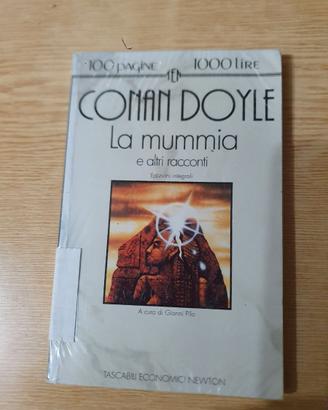 100 PAGINE 1000 LIRE
TEN
CONAN DOYLE
La mummia
e altri racconti
Edizioni integrali
A cura di Gianni Pilo
TASCABILI ECONOMICI NEWTON